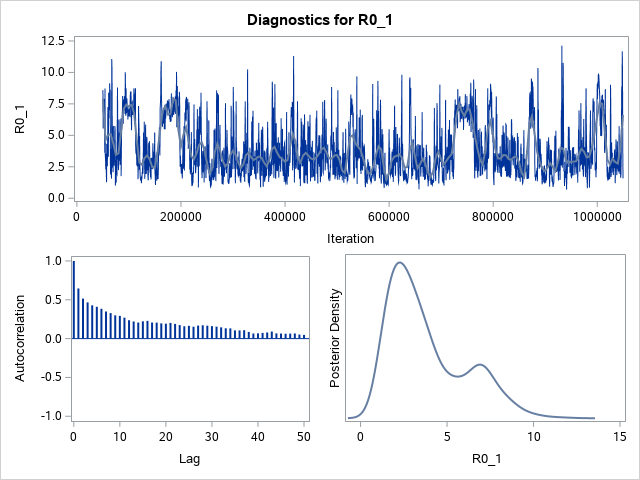 Diagnostics for R0_1
12.5
10.0
7.5
5.0
2.5
0.0
R0_1
0 200000 400000 600000 800000 1000000
Iteration
1.0
0.5
0.0
-0.5
-1.0
Autocorrelation
0 10 20 30 40 50
Lag
Posterior Density
0 5 10 15
R0_1